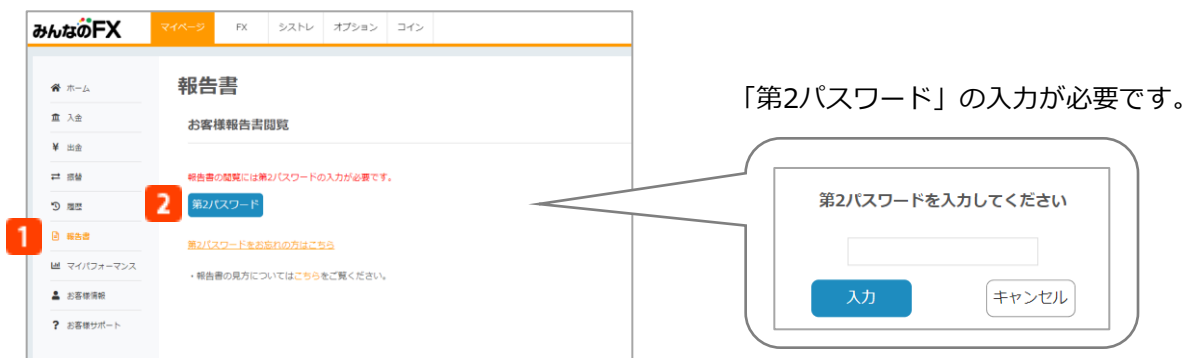 みんなのFX
マイページ FX シストレ オプション コイン
ホーム
入金
¥ 出金
振替
履歴
1 報告書
マイパフォーマンス
お客様情報
? お客様サポート
報告書
お客様報告書閲覧
報告書の閲覧には第2パスワードの入力が必要です。
2 第2パスワード
第2パスワードをお忘れの方はこちら
・報告書の見方についてはこちらをご覧ください。
「第2パスワード」の入力が必要です。
第2パスワードを入力してください
入力 キャンセル